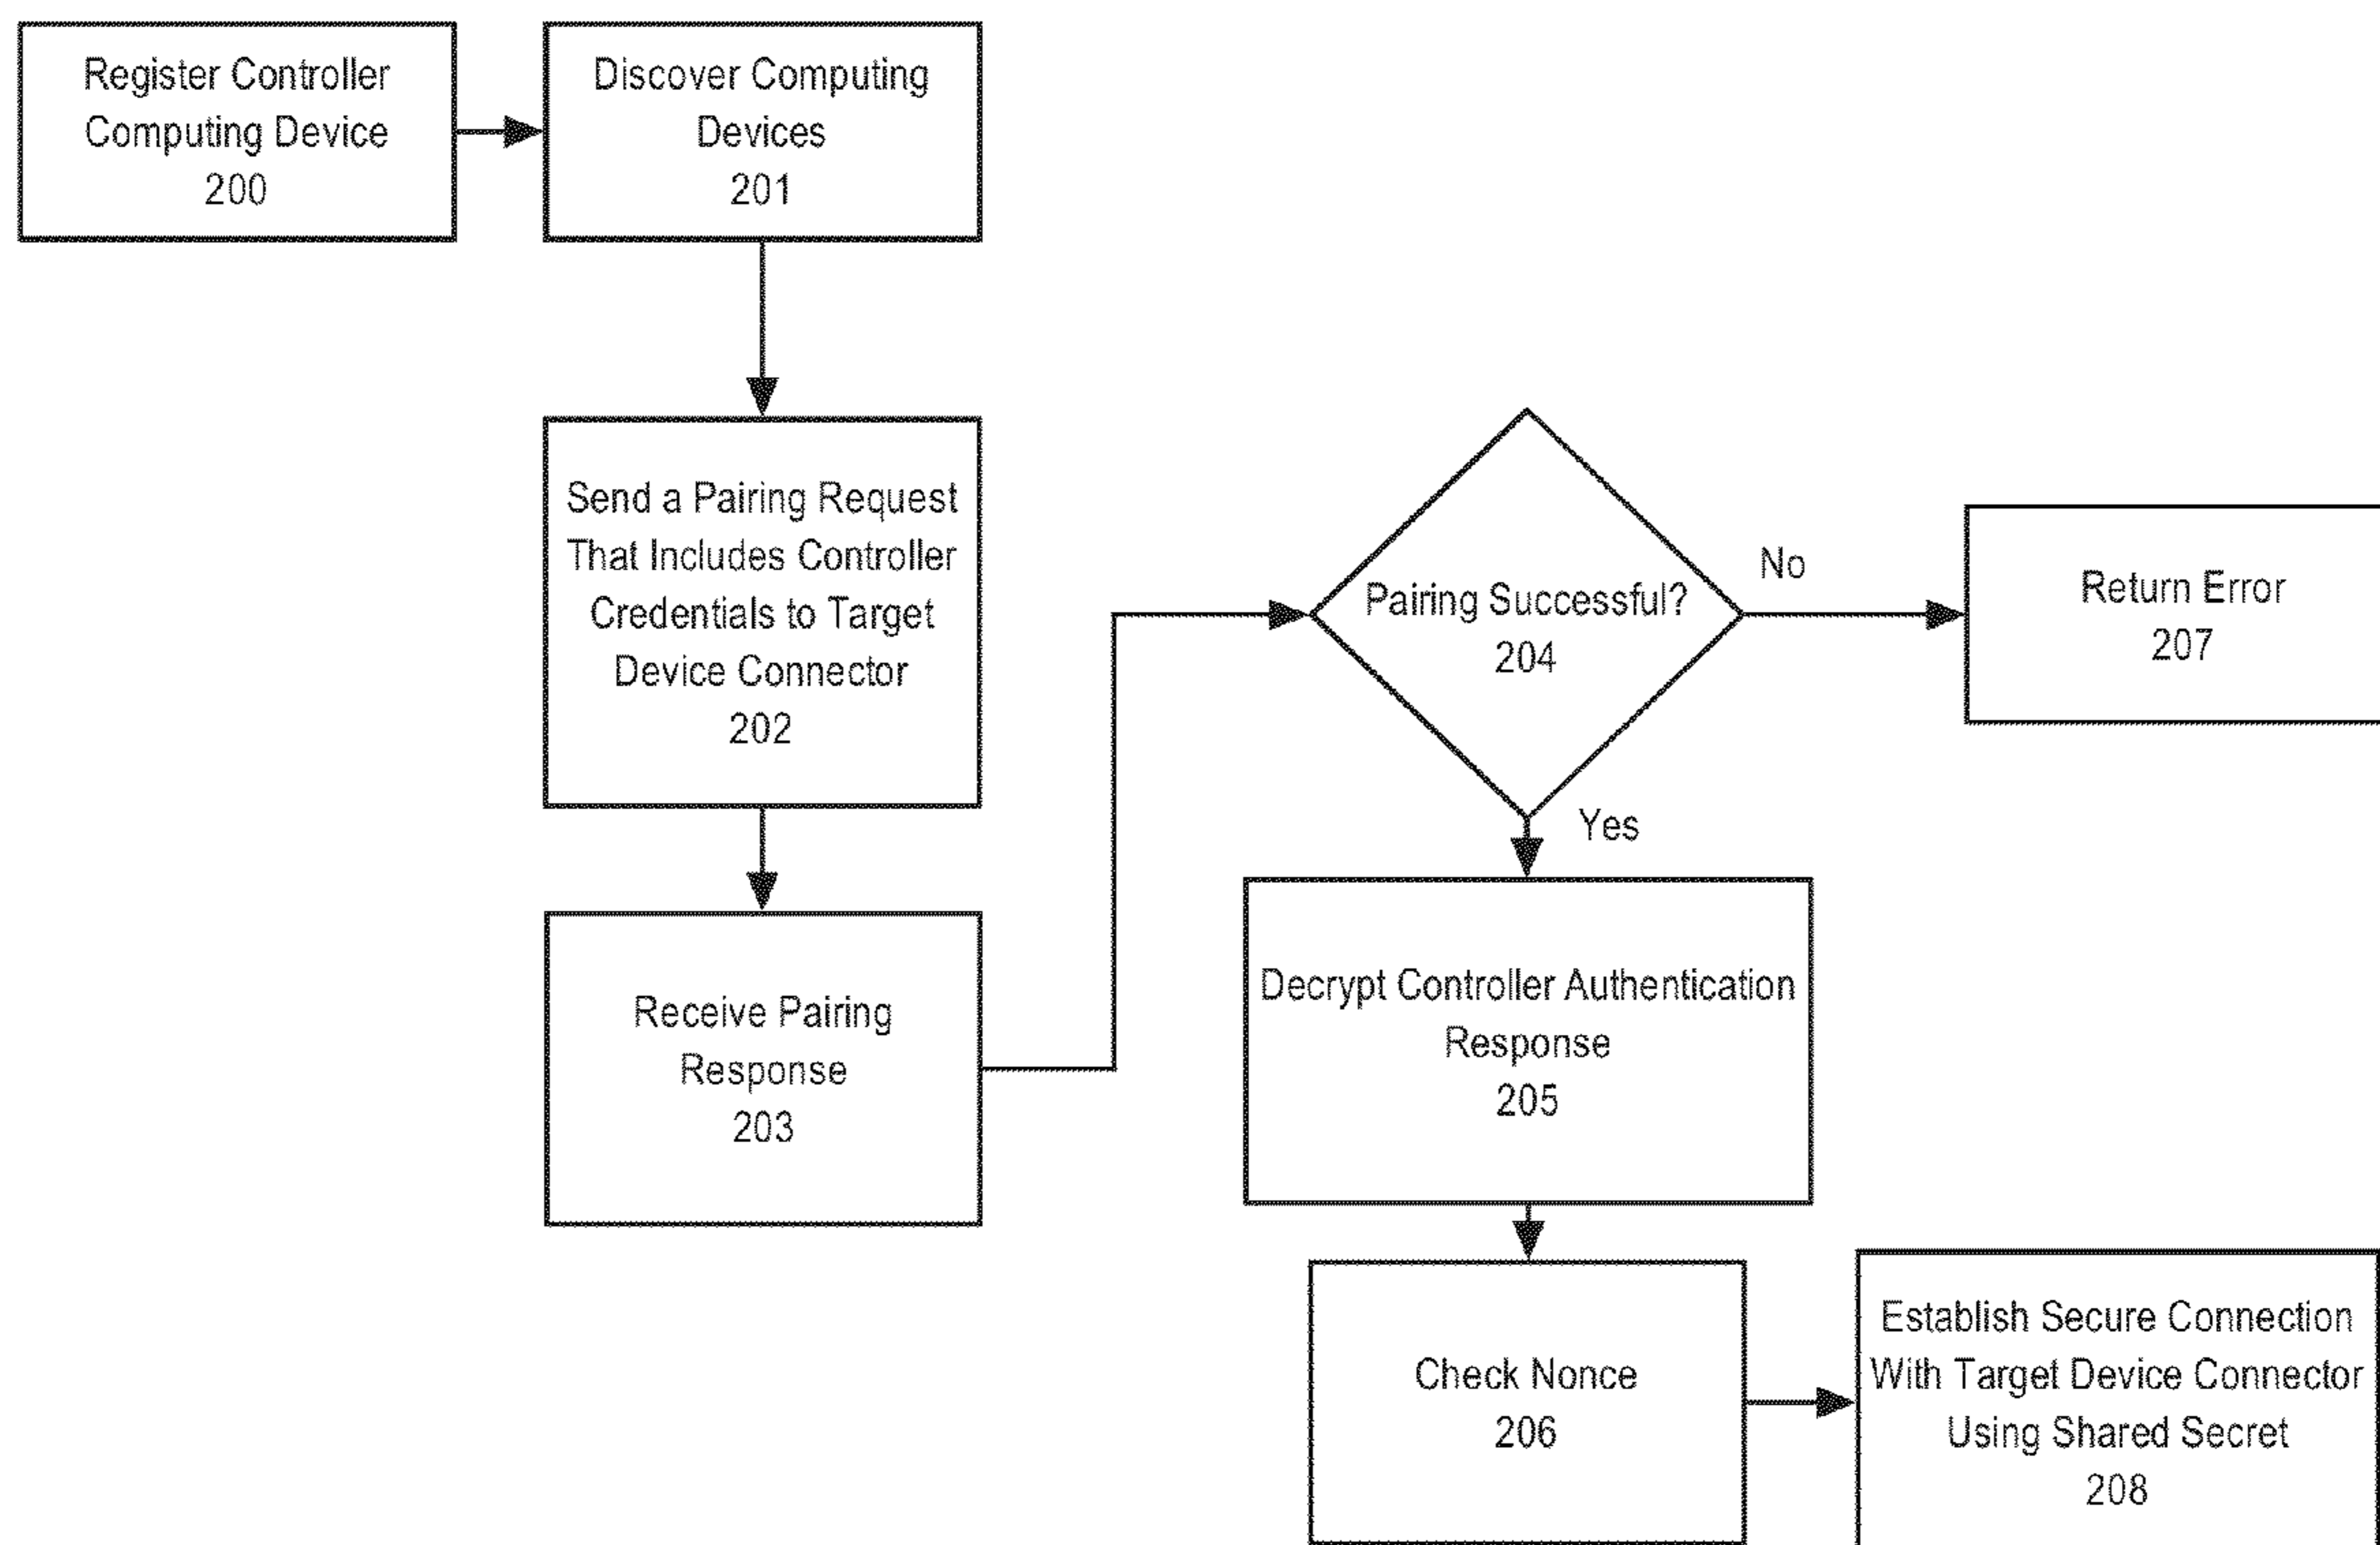 Register Controller
Computing Device
200
Discover Computing
Devices
201
Send a Pairing Request
That Includes Controller
Credentials to Target
Device Connector
202
Receive Pairing
Response
203
Pairing Successful?
204
No
Return Error
207
Yes
Decrypt Controller Authentication
Response
205
Check Nonce
206
Establish Secure Connection
With Target Device Connector
Using Shared Secret
208